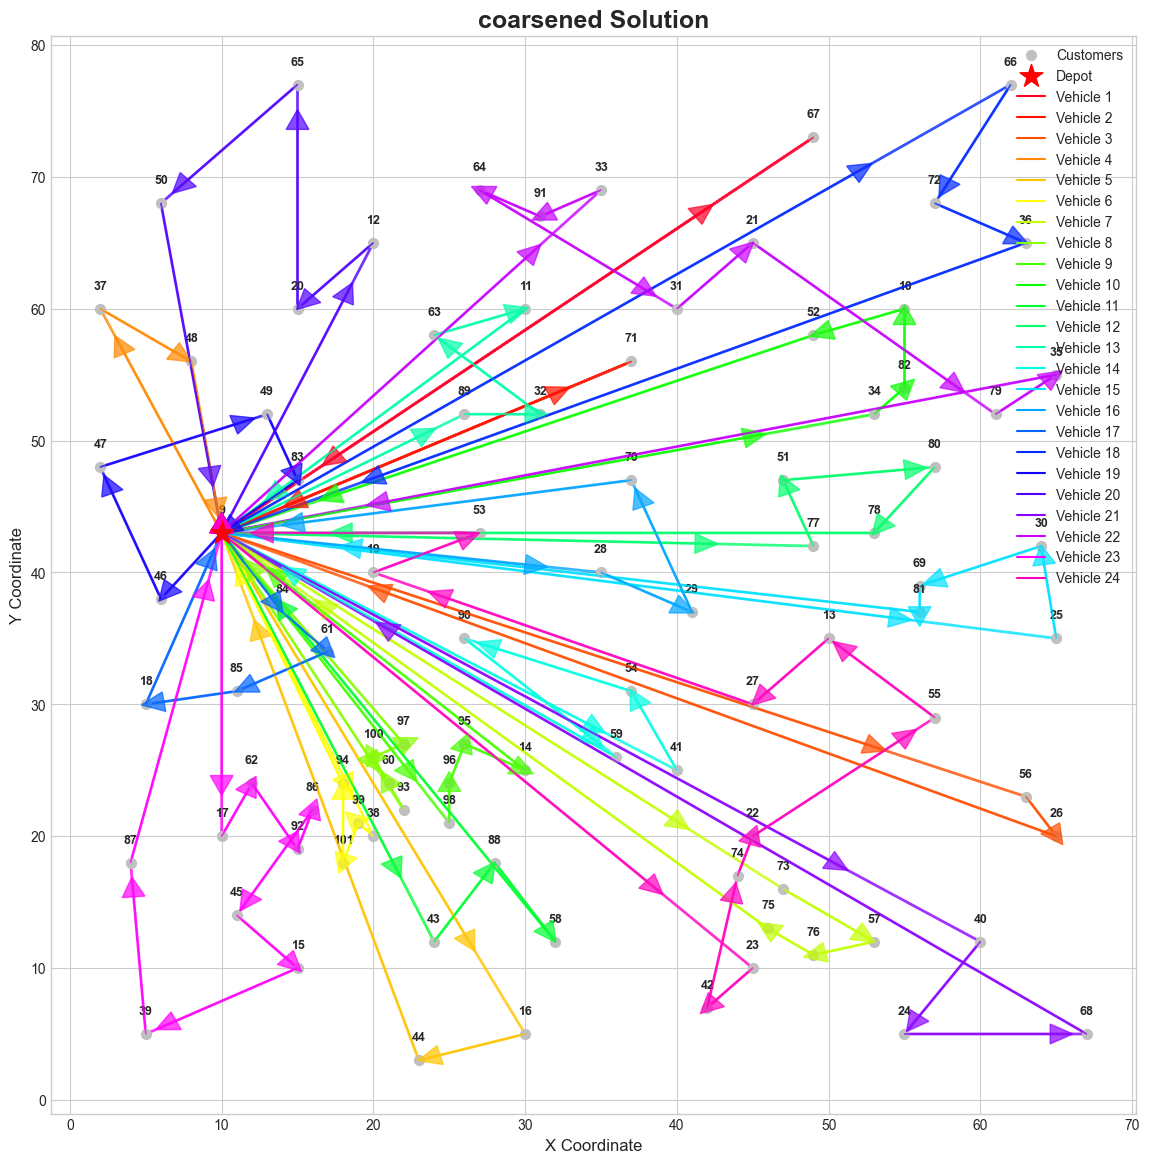 coarsened Solution
80
70
60
50
40
30
20
10
0
0 10 20 30 40 50 60 70
X Coordinate
Y Coordinate
Customers
Depot
Vehicle 1
Vehicle 2
Vehicle 3
Vehicle 4
Vehicle 5
Vehicle 6
Vehicle 7
Vehicle 8
Vehicle 9
Vehicle 10
Vehicle 11
Vehicle 12
Vehicle 13
Vehicle 14
Vehicle 15
Vehicle 16
Vehicle 17
Vehicle 18
Vehicle 19
Vehicle 20
Vehicle 21
Vehicle 22
Vehicle 23
Vehicle 24
65 66
67
50 64 91 33 72
12 21 36
37 20 63 11 31 52 10
48 71 82 35
49 89 32 34 79
47 83 70 51 80
53 78
19 28 77 30
46 84 29 69 81
61 90 13 25
18 85 54 27 55
97 95 14 59 41
62 94 100 60 96 56
17 86 39 93 98 22 26
87 92 101 38 88 74 73
45 43 58 75 76 57 40
15 23
39 44 16 42 24 68